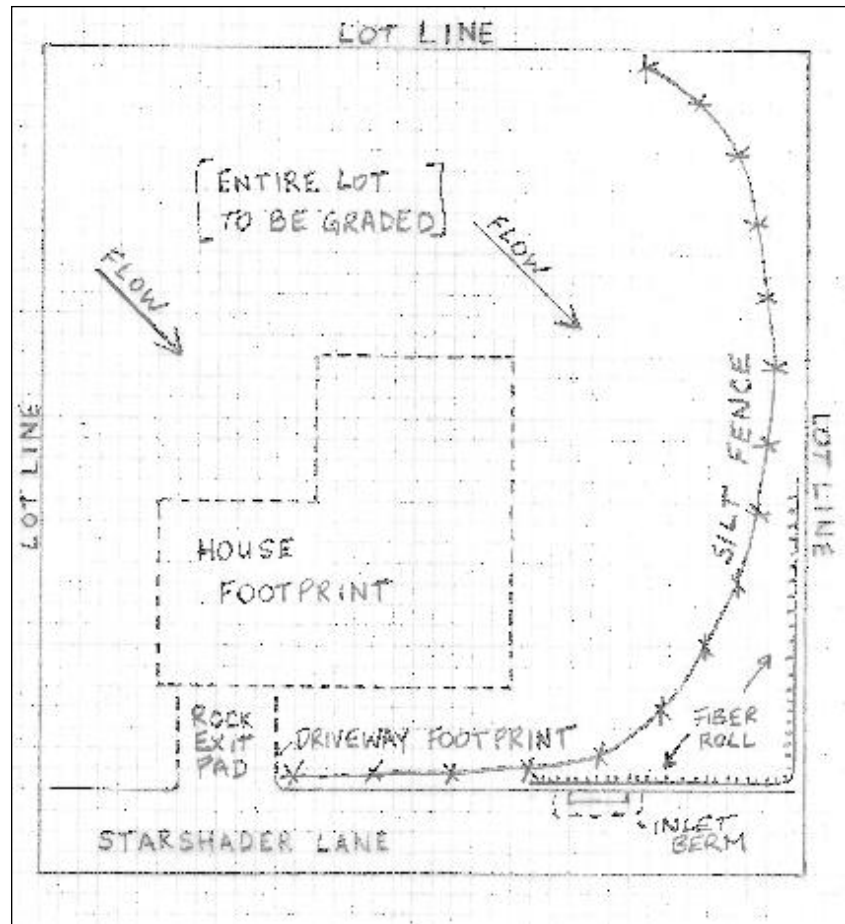 LOT LINE
ENTIRE LOT
TO BE GRADED
FLOW
FLOW
LOT LINE
SILT FENCE
LOT LINE
HOUSE
FOOTPRINT
ROCK
EXIT
PAD
DRIVEWAY FOOTPRINT
FIBER
ROLL
STARSHADER LANE
INLET
BERM